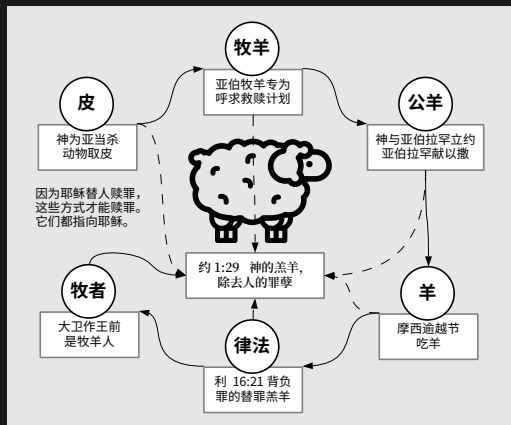 牧羊
亚伯牧羊专为
呼求救赎计划
皮
神为亚当杀
动物取皮
公羊
神与亚伯拉罕立约
亚伯拉罕献以撒
因为耶稣替人赎罪，
这些方式才能赎罪。
它们都指向耶稣。
约 1:29 神的羔羊，
除去人的罪孽
牧者
大卫作王前
是牧羊人
羊
摩西逾越节
吃羊
律法
利 16:21 背负
罪的替罪羔羊